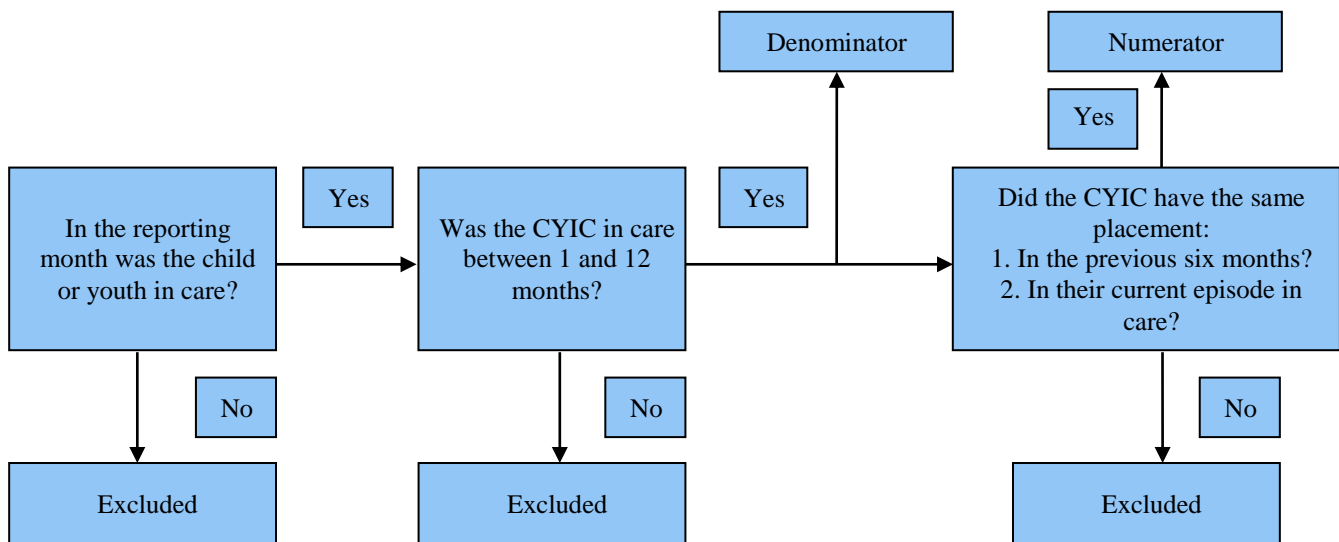 Denominator
Numerator
Yes
Yes
Yes
In the reporting
month was the child
or youth in care?
Was the CYIC in care
between 1 and 12
months?
Did the CYIC have the same
placement:
1. In the previous six months?
2. In their current episode in
care?
No
No
No
Excluded
Excluded
Excluded